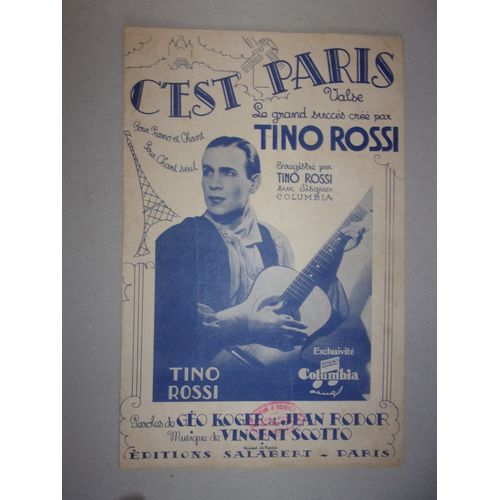 C'EST PARIS
Valse
Le grand succès créé par
TINO ROSSI
Pour Piano et Chant
Pour Chant seul
Enregistré par
TINO ROSSI
sur disques
COLUMBIA
TINO
ROSSI
Exclusivité
Columbia
Paroles de GÉO KOGER et JEAN RODOR
Musique de VINCENT SCOTTO
ÉDITIONS SALABERT - PARIS